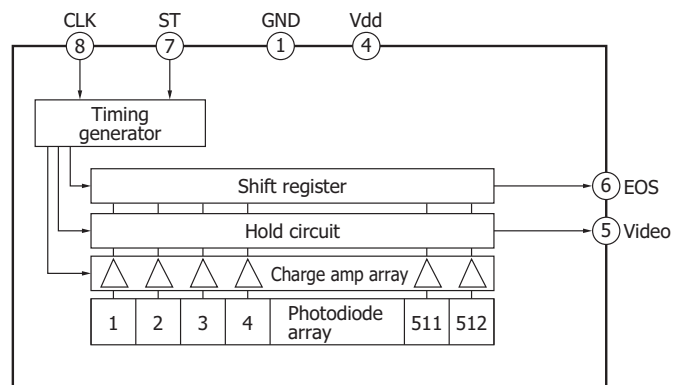 CLK ST GND Vdd
8 7 1 4
Timing
generator
Shift register
6 EOS
Hold circuit
5 Video
Charge amp array
1 2 3 4 Photodiode
array 511 512